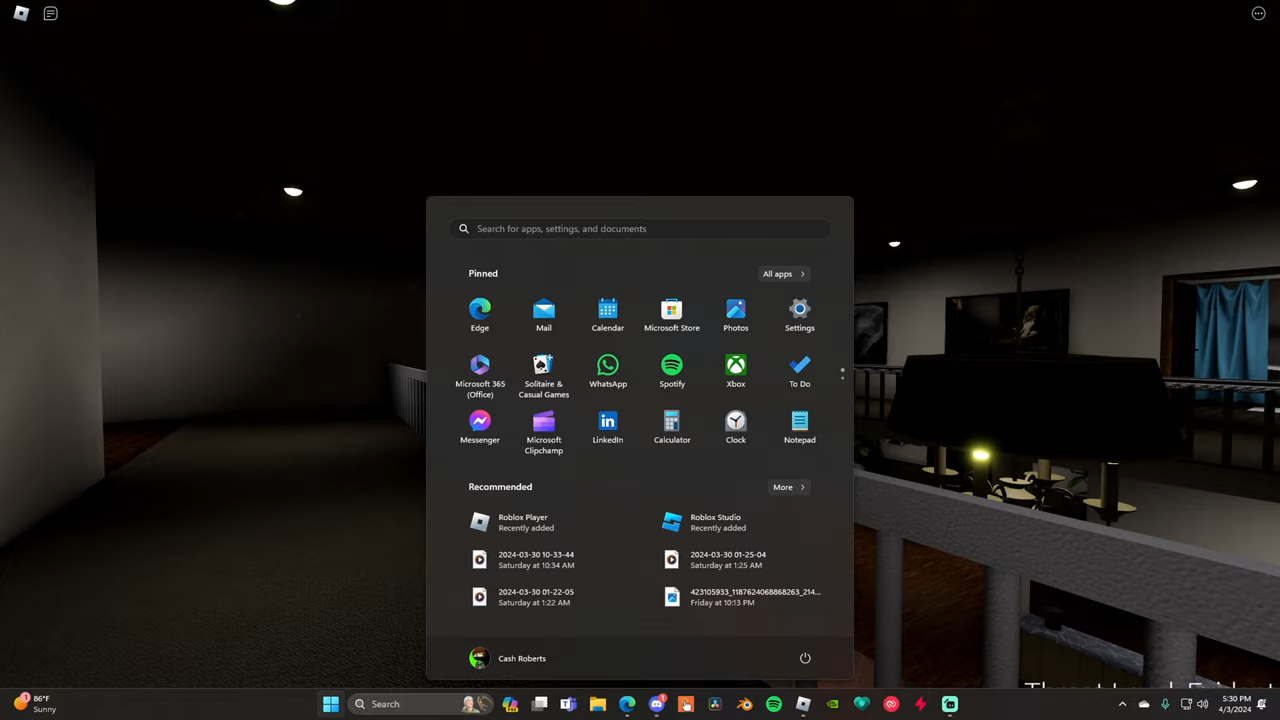 Search for apps, settings, and documents
Pinned
All apps
Edge
Mail
Calendar
Microsoft Store
Photos
Settings
Microsoft 365
(Office)
Solitaire &
Casual Games
WhatsApp
Spotify
Xbox
To Do
Messenger
Microsoft
Clipchamp
LinkedIn
Calculator
Clock
Notepad
Recommended
More
Roblox Player
Recently added
Roblox Studio
Recently added
2024-03-30 10-33-44
Saturday at 10:34 AM
2024-03-30 01-25-04
Saturday at 1:25 AM
2024-03-30 01-22-05
Saturday at 1:22 AM
423105933_1187624068868263_214...
Friday at 10:13 PM
Cash Roberts
1
86°F
Sunny
Search
1
5:30 PM
4/3/2024